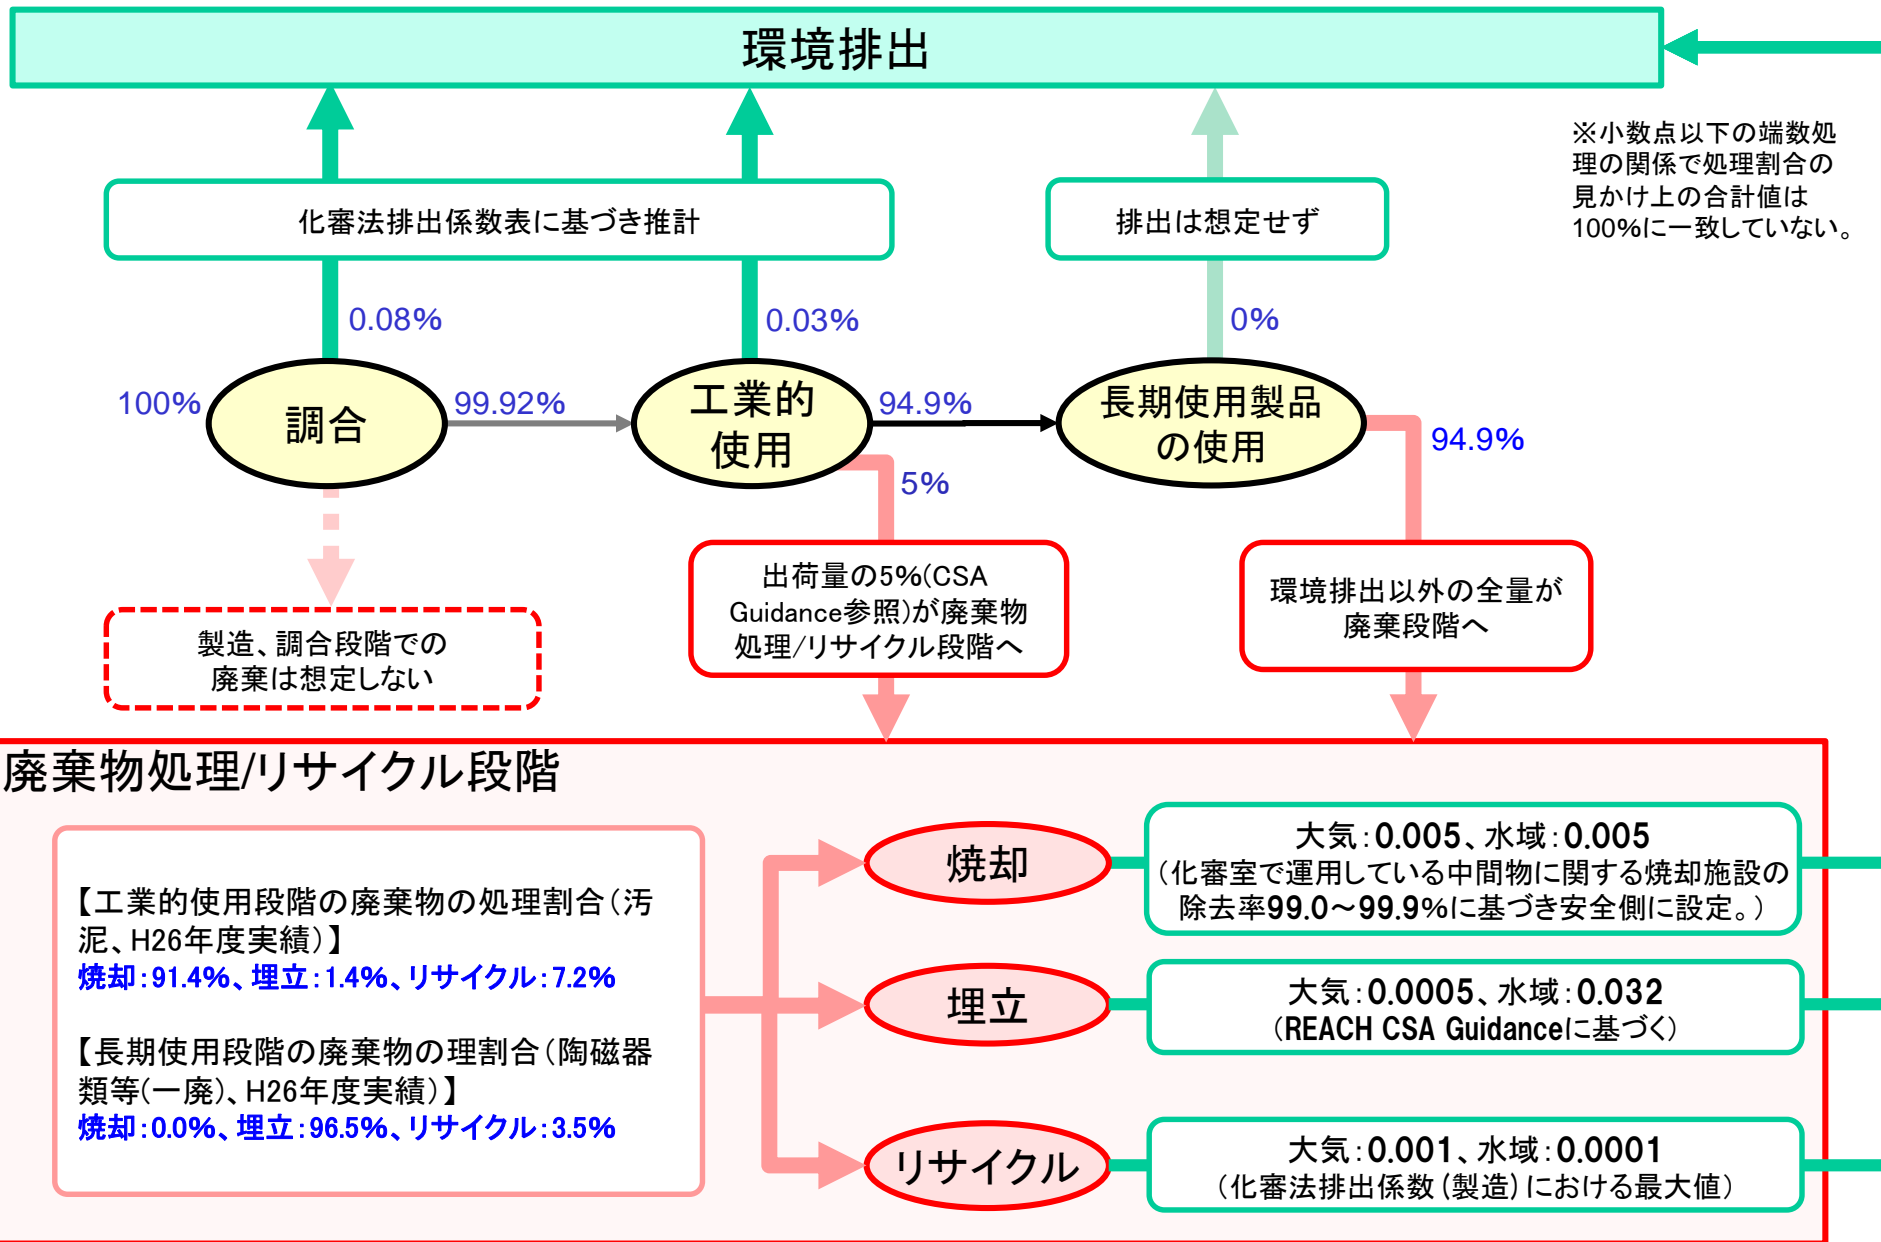 環境排出
※小数点以下の端数処
理の関係で処理割合の
見かけ上の合計値は
100%に一致していない。
化審法排出係数表に基づき推計
排出は想定せず
0.08%
0.03%
0%
100%
調合
99.92%
工業的
使用
94.9%
長期使用製品
の使用
94.9%
5%
製造、調合段階での
廃棄は想定しない
出荷量の5%(CSA
Guidance参照)が廃棄物
処理/リサイクル段階へ
環境排出以外の全量が
廃棄段階へ
廃棄物処理/リサイクル段階
【工業的使用段階の廃棄物の処理割合(汚
泥、H26年度実績)】
焼却:91.4%、埋立:1.4%、リサイクル:7.2%
【長期使用段階の廃棄物の理割合(陶磁器
類等(一廃)、H26年度実績)】
焼却:0.0%、埋立:96.5%、リサイクル:3.5%
焼却
大気:0.005、水域:0.005
(化審室で運用している中間物に関する焼却施設の
除去率99.0～99.9%に基づき安全側に設定。)
埋立
大気:0.0005、水域:0.032
(REACH CSA Guidanceに基づく)
リサイクル
大気:0.001、水域:0.0001
(化審法排出係数(製造)における最大値)